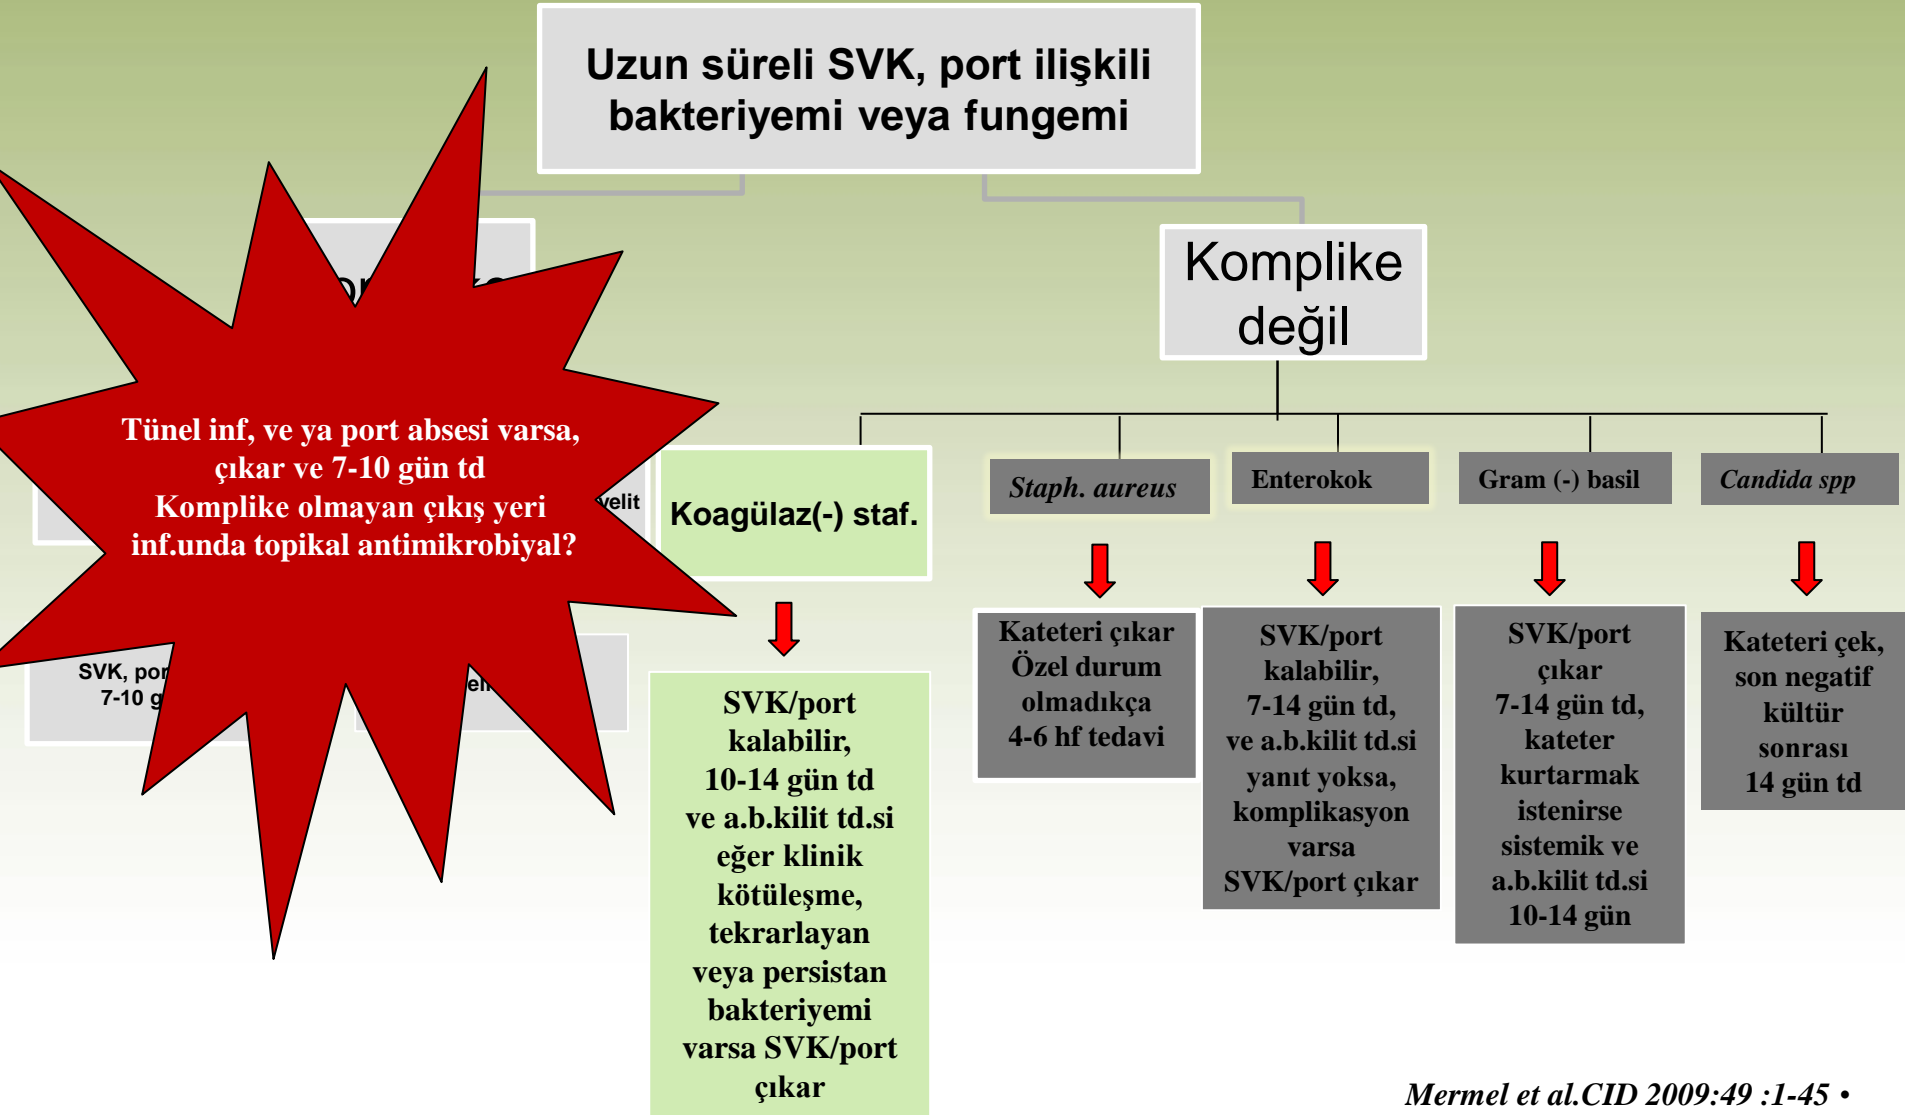 Uzun süreli SVK, port ilişkili
bakteriyemi veya fungemi
Komplike
değil
Tünel inf, ve ya port absesi varsa,
çıkar ve 7-10 gün td
Komplike olmayan çıkış yeri
inf.unda topikal antimikrobiyal?
SVK, por
7-10 g
Koagülaz(-) staf.
SVK/port
kalabilir,
10-14 gün td
ve a.b.kilit td.si
eğer klinik
kötüleşme,
tekrarlayan
veya persistan
bakteriyemi
varsa SVK/port
çıkar
Staph. aureus
Kateteri çıkar
Özel durum
olmadıkça
4-6 hf tedavi
Enterokok
SVK/port
kalabilir,
7-14 gün td,
ve a.b.kilit td.si
yanıt yoksa,
komplikasyon
varsa
SVK/port çıkar
Gram (-) basil
SVK/port
çıkar
7-14 gün td,
kateter
kurtarmak
istenirse
sistemik ve
a.b.kilit td.si
10-14 gün
Candida spp
Kateteri çek,
son negatif
kültür
sonrası
14 gün td
Mermel et al.CID 2009:49 :1-45 •